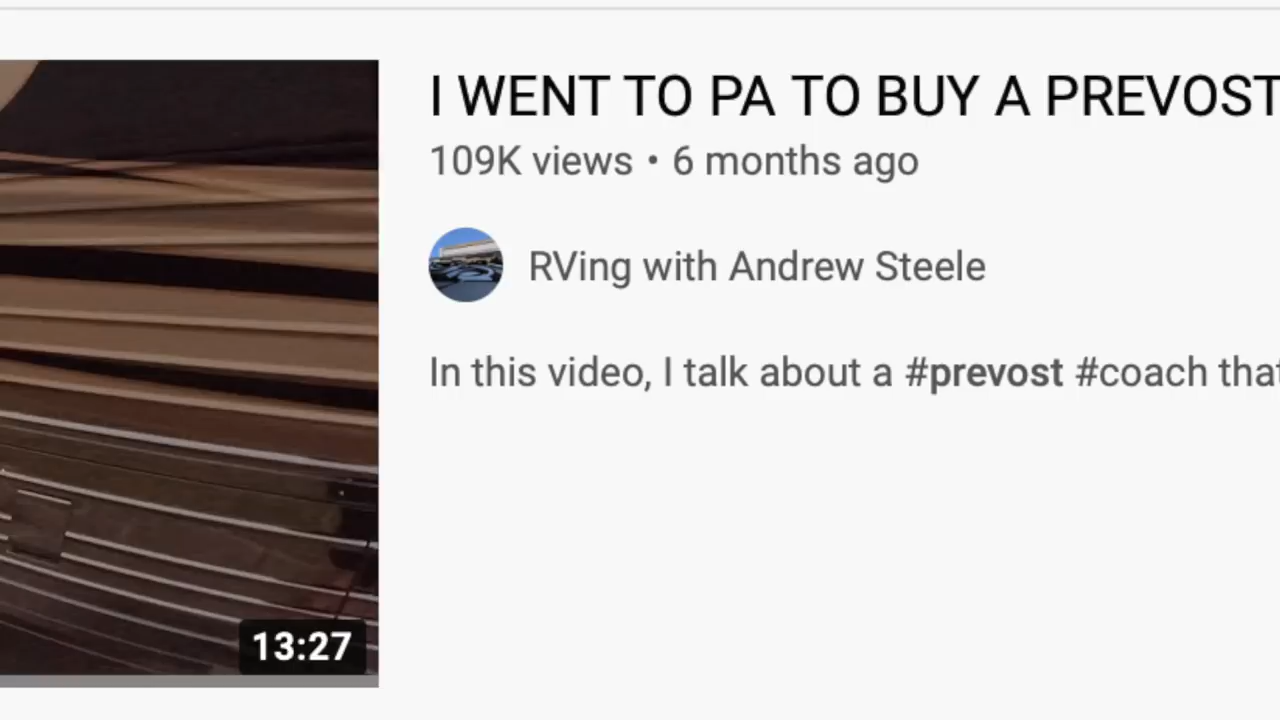 I WENT TO PA TO BUY A PREVOST
109K views • 6 months ago
RVing with Andrew Steele
In this video, I talk about a #prevost #coach that
13:27